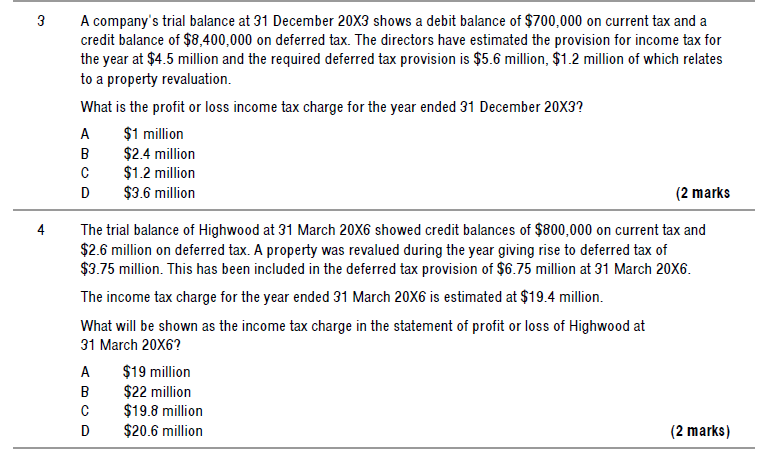 3 A company's trial balance at 31 December 20X3 shows a debit balance of $700,000 on current tax and a
credit balance of $8,400,000 on deferred tax. The directors have estimated the provision for income tax for
the year at $4.5 million and the required deferred tax provision is $5.6 million, $1.2 million of which relates
to a property revaluation.
What is the profit or loss income tax charge for the year ended 31 December 20X3?
A $1 million
B $2.4 million
C $1.2 million
D $3.6 million (2 marks
4 The trial balance of Highwood at 31 March 20X6 showed credit balances of $800,000 on current tax and
$2.6 million on deferred tax. A property was revalued during the year giving rise to deferred tax of
$3.75 million. This has been included in the deferred tax provision of $6.75 million at 31 March 20X6.
The income tax charge for the year ended 31 March 20X6 is estimated at $19.4 million.
What will be shown as the income tax charge in the statement of profit or loss of Highwood at
31 March 20X6?
A $19 million
B $22 million
C $19.8 million
D $20.6 million (2 marks)